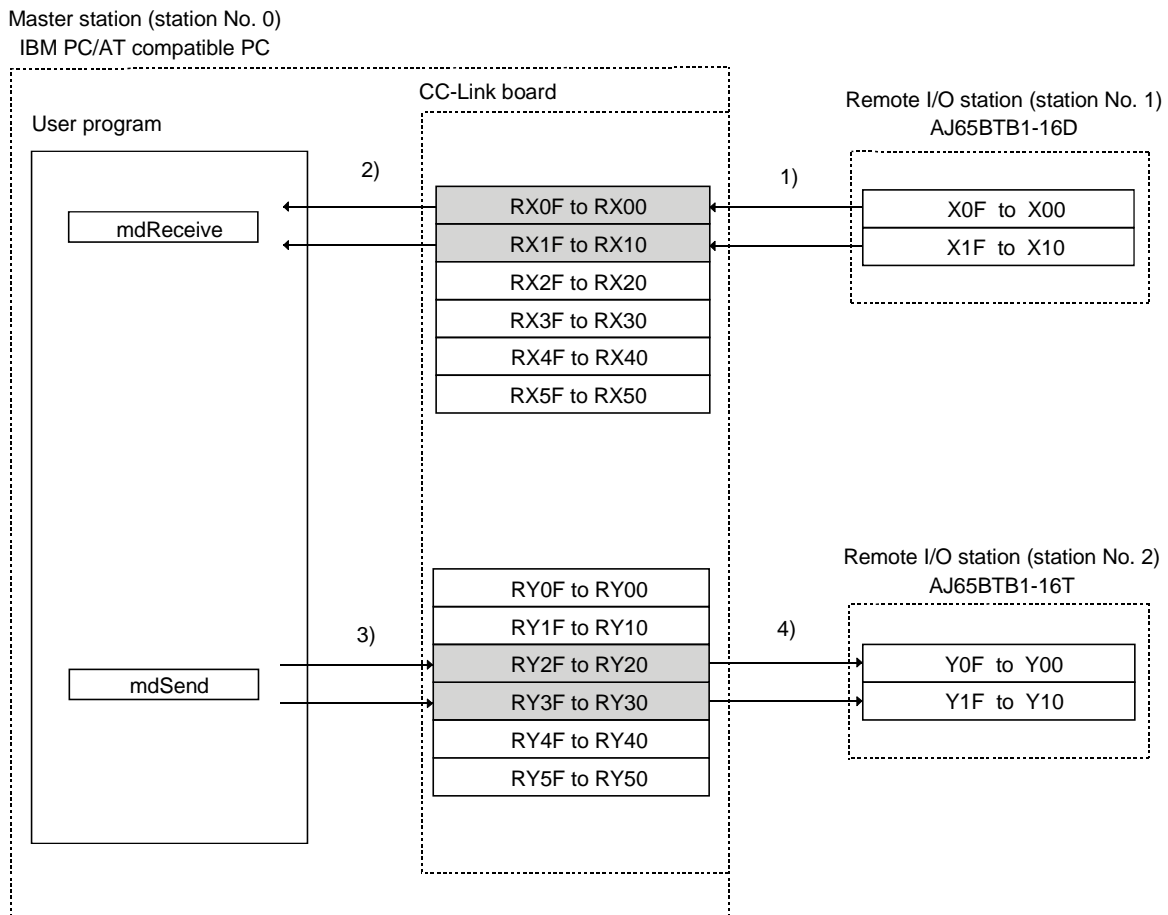 Master station (station No. 0)
IBM PC/AT compatible PC
CC-Link board
Remote I/O station (station No. 1)
AJ65BTB1-16D
User program
2)
1)
RX0F to RX00
X0F to X00
mdReceive
RX1F to RX10
X1F to X10
RX2F to RX20
RX3F to RX30
RX4F to RX40
RX5F to RX50
Remote I/O station (station No. 2)
AJ65BTB1-16T
RY0F to RY00
RY1F to RY10
3)
4)
RY2F to RY20
Y0F to Y00
mdSend
RY3F to RY30
Y1F to Y10
RY4F to RY40
RY5F to RY50